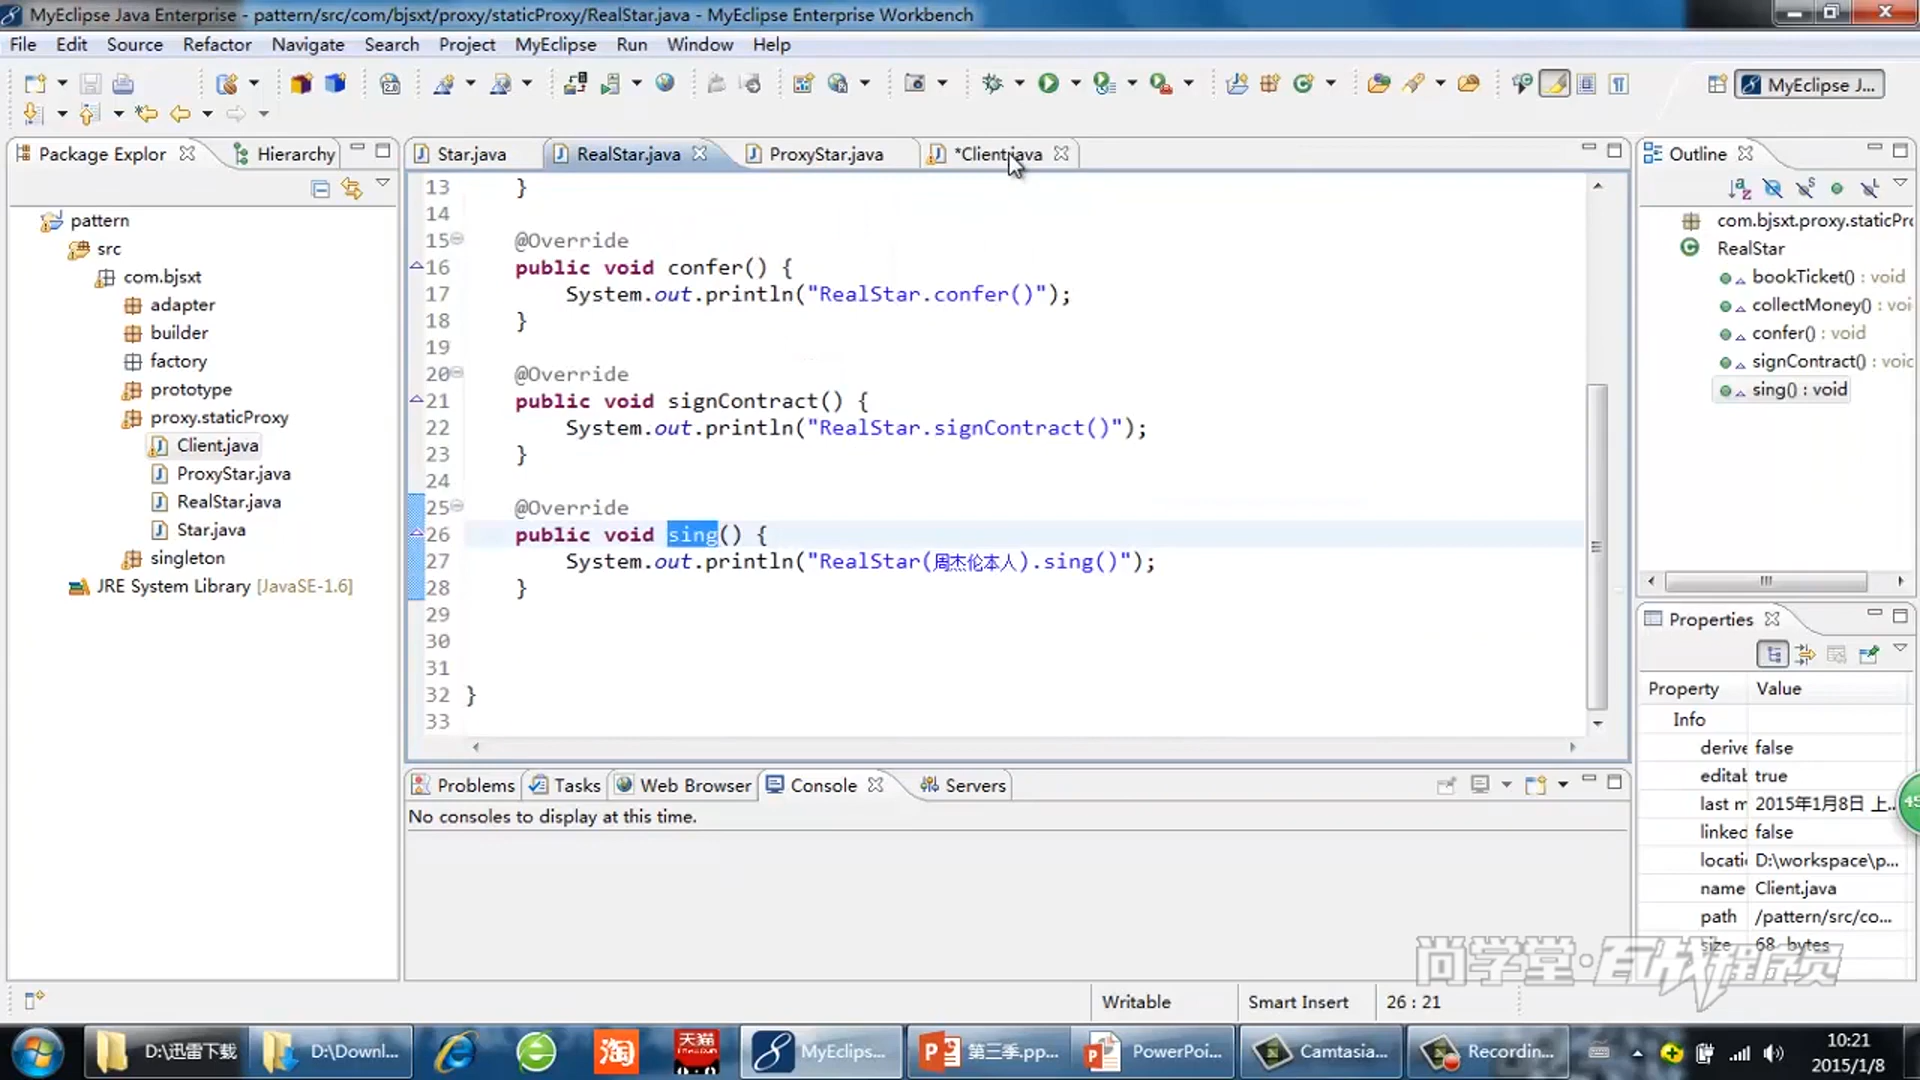 MyEclipse Java Enterprise - pattern/src/com/bjsxt/proxy/staticProxy/RealStar.java - MyEclipse Enterprise Workbench
File Edit Source Refactor Navigate Search Project MyEclipse Run Window Help
MyEclipse J...
Package Explor Hierarchy
pattern
src
com.bjsxt
adapter
builder
factory
prototype
proxy.staticProxy
Client.java
ProxyStar.java
RealStar.java
Star.java
singleton
JRE System Library [JavaSE-1.6]
Star.java RealStar.java ProxyStar.java *Client.java
13 }
14
15 @Override
16 public void confer() {
17 System.out.println("RealStar.confer()");
18 }
19
20 @Override
21 public void signContract() {
22 System.out.println("RealStar.signContract()");
23 }
24
25 @Override
26 public void sing() {
27 System.out.println("RealStar(周杰伦本人).sing()");
28 }
29
30
31
32 }
33
Problems Tasks Web Browser Console Servers
No consoles to display at this time.
Outline
com.bjsxt.proxy.staticPr
RealStar
bookTicket() : void
collectMoney() : voi
confer() : void
signContract() : voic
sing() : void
Properties
Property Value
Info
derive false
editab true
last m 2015年1月8日 上...
linked false
locati D:\workspace\p...
name Client.java
path /pattern/src/co...
size 68 bytes
45
尚学堂·百战程序员
Writable Smart Insert 26 : 21
D:\迅雷下载 D:\Downl... 淘 天猫 MyEclips... 第三季.pp... PowerPoi... Camtasia... Recordin...
10:21
2015/1/8